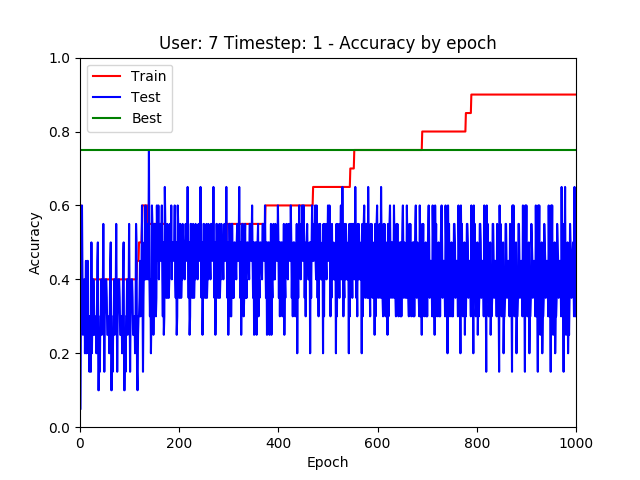 User: 7 Timestep: 1 - Accuracy by epoch
Train
Test
Best
Accuracy
1.0
0.8
0.6
0.4
0.2
0.0
0 200 400 600 800 1000
Epoch